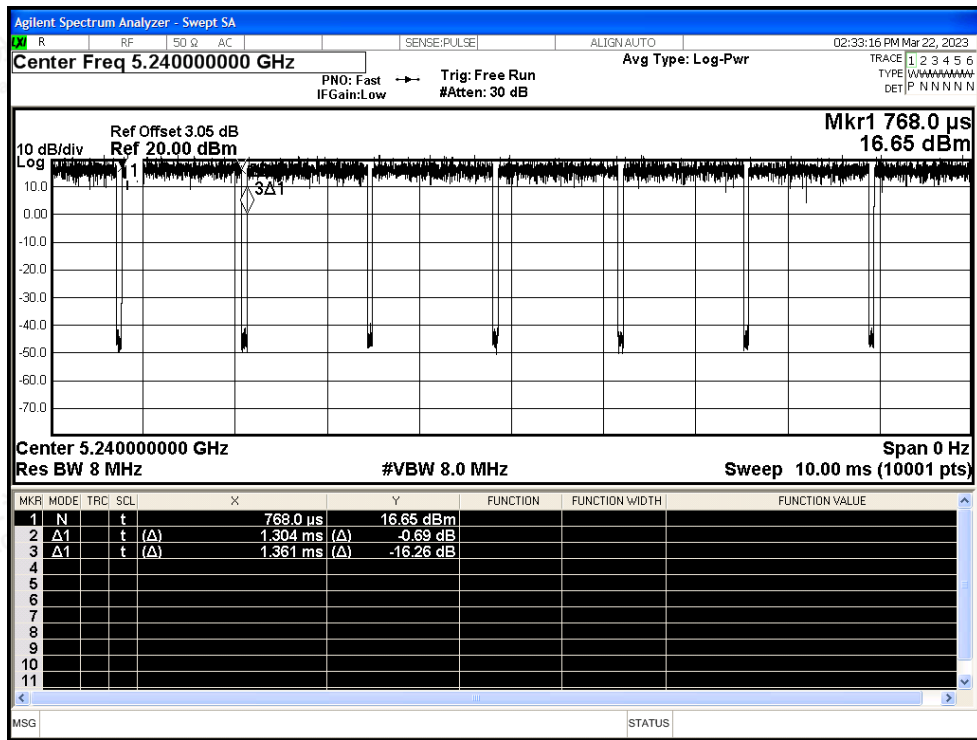 Agilent Spectrum Analyzer - Swept SA
LXI R RF 50 Ω AC SENSE:PULSE ALIGN AUTO 02:33:16 PM Mar 22, 2023
Center Freq 5.240000000 GHz
PNO: Fast
IFGain:Low
Trig: Free Run
#Atten: 30 dB
Avg Type: Log-Pwr
TRACE 1 2 3 4 5 6
TYPE WWWWWW
DET P N N N N N
Mkr1 768.0 µs
16.65 dBm
Ref Offset 3.05 dB
10 dB/div Ref 20.00 dBm
Log
1
3Δ1
10.0
0.00
-10.0
-20.0
-30.0
-40.0
-50.0
-60.0
-70.0
Center 5.240000000 GHz Span 0 Hz
Res BW 8 MHz #VBW 8.0 MHz Sweep 10.00 ms (10001 pts)
MKR MODE TRC SCL X Y FUNCTION FUNCTION WIDTH FUNCTION VALUE
1 N t 768.0 µs 16.65 dBm
2 Δ1 t (Δ) 1.304 ms (Δ) -0.69 dB
3 Δ1 t (Δ) 1.361 ms (Δ) -16.26 dB
4
5
6
7
8
9
10
11
MSG STATUS